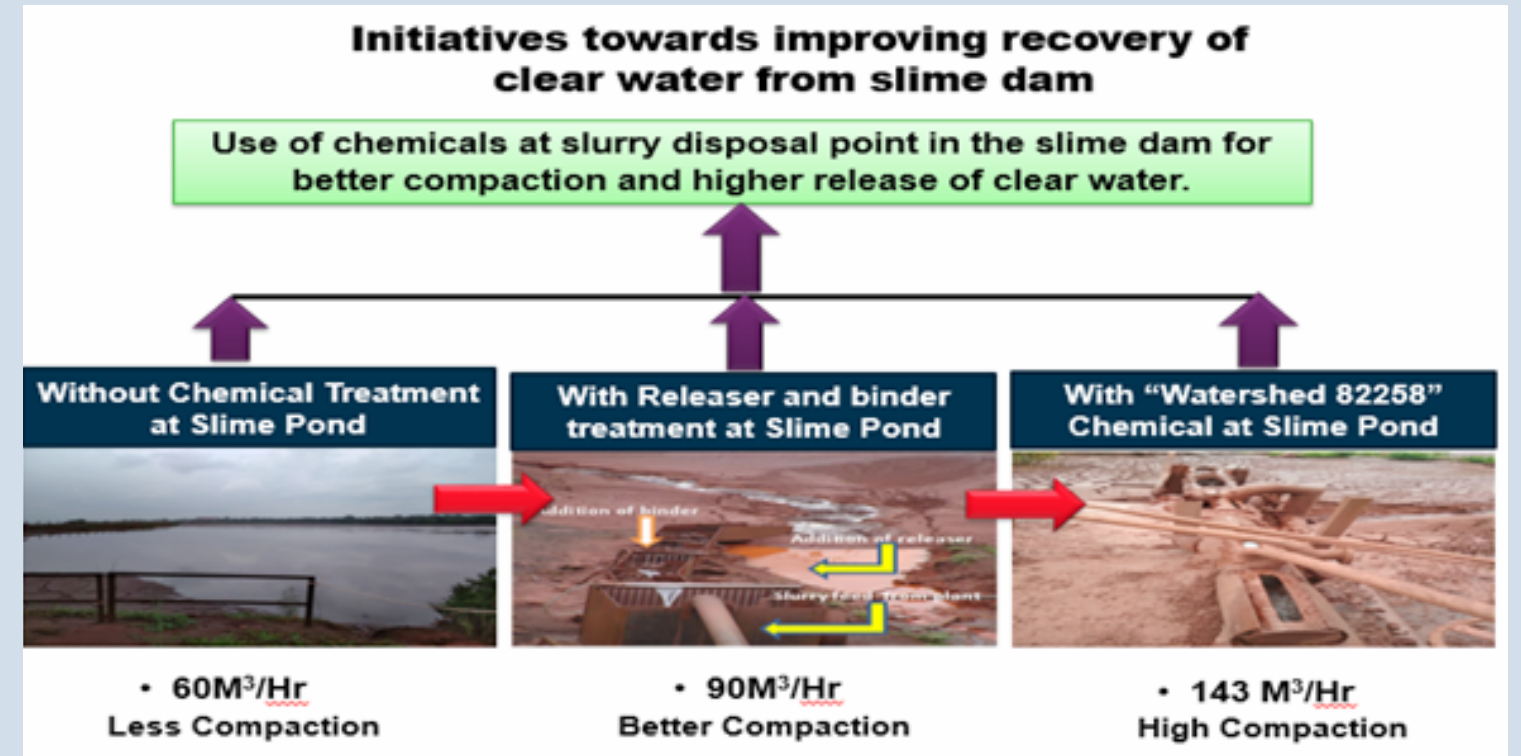 Initiatives towards improving recovery of
clear water from slime dam
Use of chemicals at slurry disposal point in the slime dam for
better compaction and higher release of clear water.
Without Chemical Treatment
at Slime Pond
With Releaser and binder
treatment at Slime Pond
With “Watershed 82258”
Chemical at Slime Pond
ddition of binder
Addition of releaser
Slurry feed from plant
• 60M³/Hr
Less Compaction
• 90M³/Hr
Better Compaction
• 143 M³/Hr
High Compaction